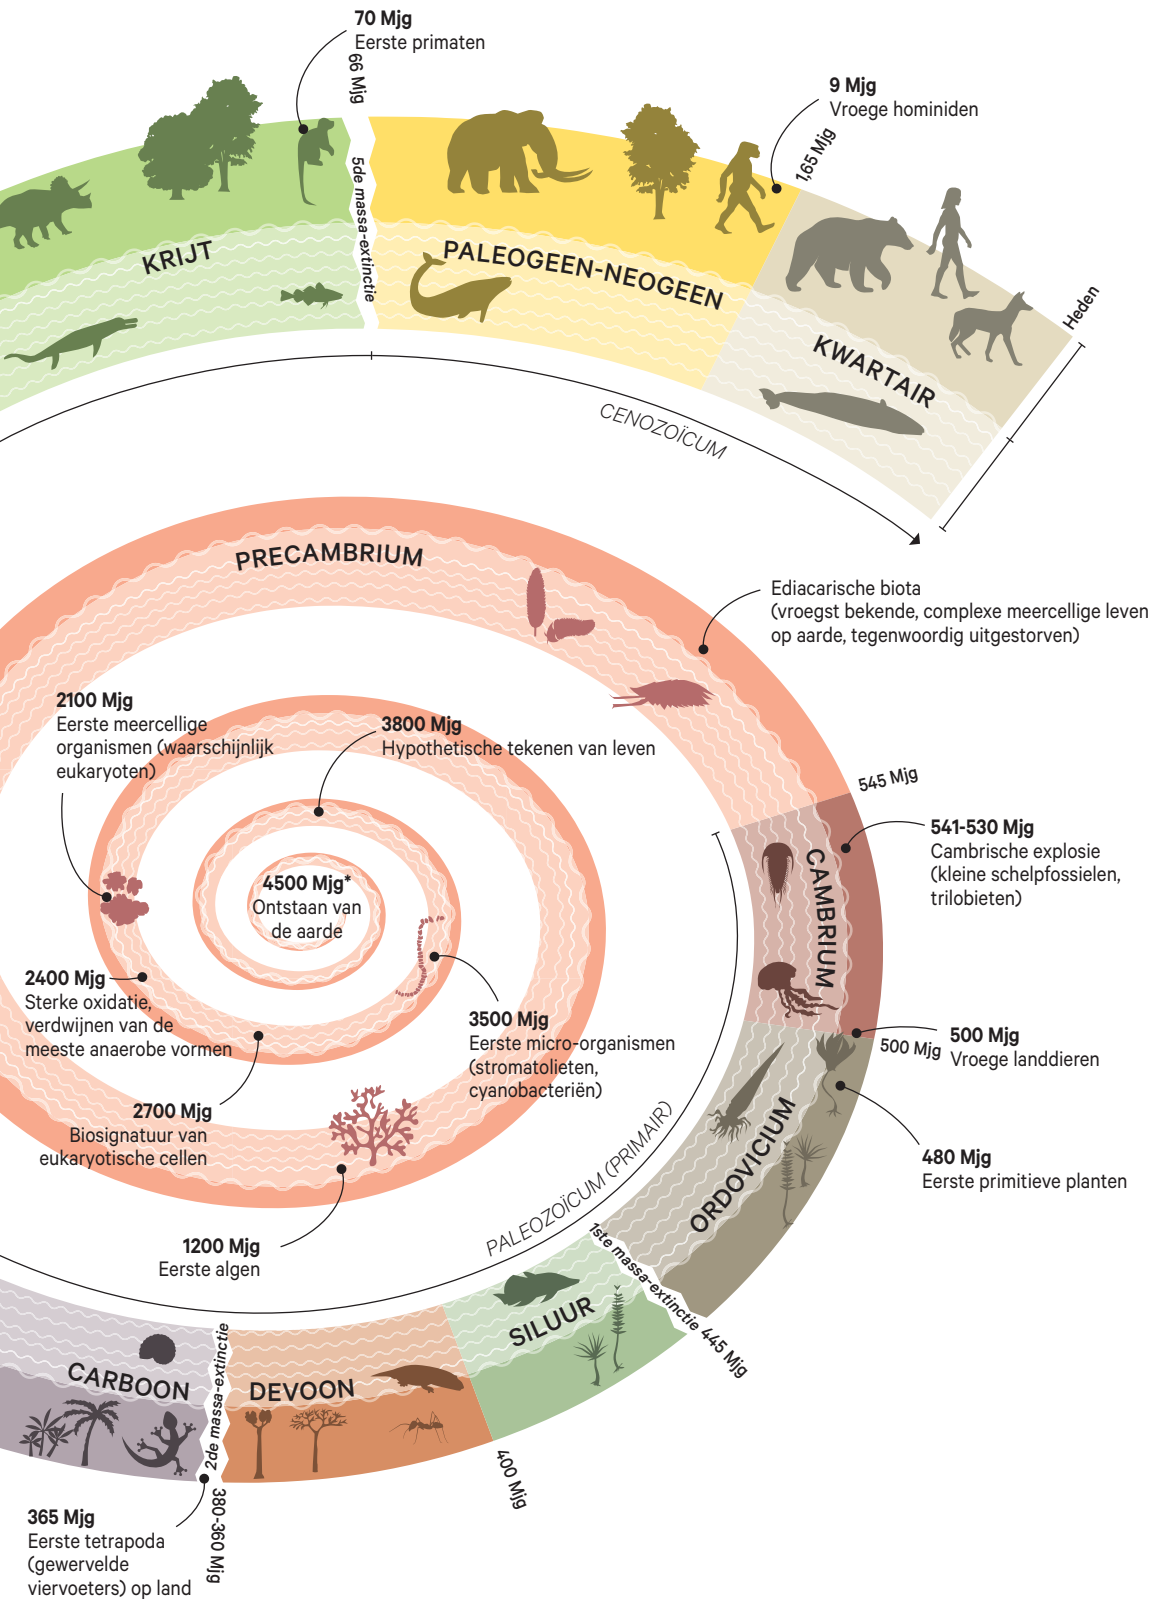 70 Mjg
Eerste primaten
66 Mjg
9 Mjg
Vroege hominiden
1,65 Mjg
5de massa-extinctie
KRIJT
PALEOGEEN-NEOGEEN
KWARTAIR
Heden
CENOZOÏCUM
PRECAMBRIUM
Ediacarische biota
(vroegst bekende, complexe meercellige leven
op aarde, tegenwoordig uitgestorven)
2100 Mjg
Eerste meercellige
organismen (waarschijnlijk
eukaryoten)
3800 Mjg
Hypothetische tekenen van leven
545 Mjg
541-530 Mjg
Cambrische explosie
(kleine schelpfossielen,
trilobieten)
CAMBRIUM
4500 Mjg*
Ontstaan van
de aarde
2400 Mjg
Sterke oxidatie,
verdwijnen van de
meeste anaerobe vormen
3500 Mjg
Eerste micro-organismen
(stromatolieten,
cyanobacteriën)
500 Mjg
500 Mjg
Vroege landdieren
2700 Mjg
Biosignatuur van
eukaryotische cellen
480 Mjg
Eerste primitieve planten
ORDOVICIUM
PALEOZOÏCUM (PRIMAIR)
1200 Mjg
Eerste algen
1ste massa-extinctie
445 Mjg
SILUUR
DEVOON
2de massa-extinctie
CARBOON
400 Mjg
380-360 Mjg
365 Mjg
Eerste tetrapoda
(gewervelde
viervoeters) op land